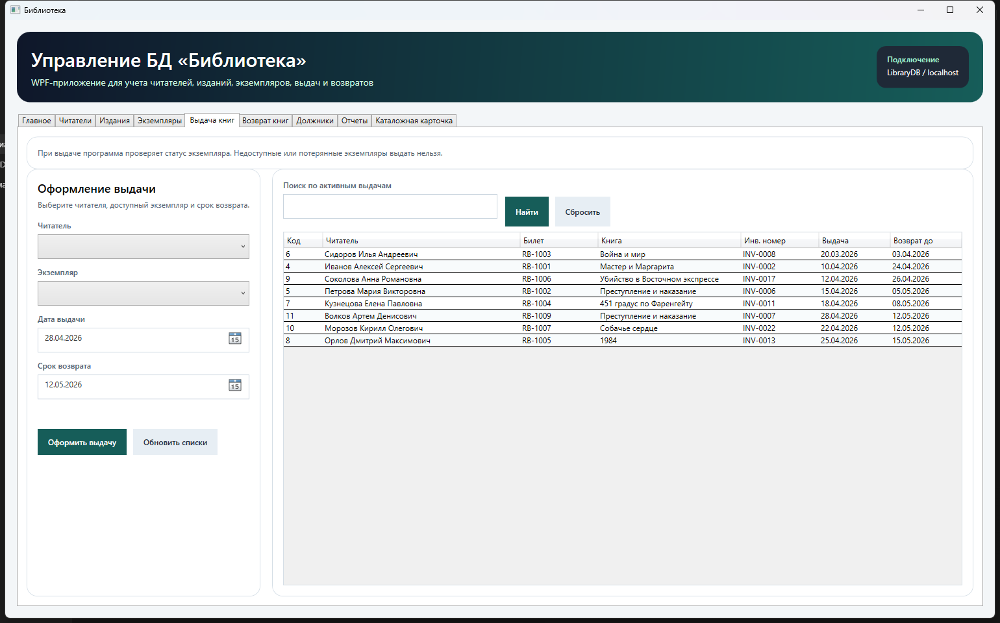 Библиотека
Управление БД «Библиотека»
WPF-приложение для учета читателей, изданий, экземпляров, выдач и возвратов
Подключение
LibraryDB / localhost
Главное Читатели Издания Экземпляры Выдача книг Возврат книг Должники Отчеты Каталожная карточка
При выдаче программа проверяет статус экземпляра. Недоступные или потерянные экземпляры выдать нельзя.
Оформление выдачи
Выберите читателя, доступный экземпляр и срок возврата.
Читатель
Экземпляр
Дата выдачи
28.04.2026
15
Срок возврата
12.05.2026
15
Оформить выдачу Обновить списки
Поиск по активным выдачам
Найти Сбросить
Код Читатель Билет Книга Инв. номер Выдача Возврат до
6 Сидоров Илья Андреевич RB-1003 Война и мир INV-0008 20.03.2026 03.04.2026
4 Иванов Алексей Сергеевич RB-1001 Мастер и Маргарита INV-0002 10.04.2026 24.04.2026
9 Соколова Анна Романовна RB-1006 Убийство в Восточном экспрессе INV-0017 12.04.2026 26.04.2026
5 Петрова Мария Викторовна RB-1002 Преступление и наказание INV-0006 15.04.2026 05.05.2026
7 Кузнецова Елена Павловна RB-1004 451 градус по Фаренгейту INV-0011 18.04.2026 08.05.2026
11 Волков Артем Денисович RB-1009 Преступление и наказание INV-0007 28.04.2026 12.05.2026
10 Морозов Кирилл Олегович RB-1007 Собачье сердце INV-0022 22.04.2026 12.05.2026
8 Орлов Дмитрий Максимович RB-1005 1984 INV-0013 25.04.2026 15.05.2026